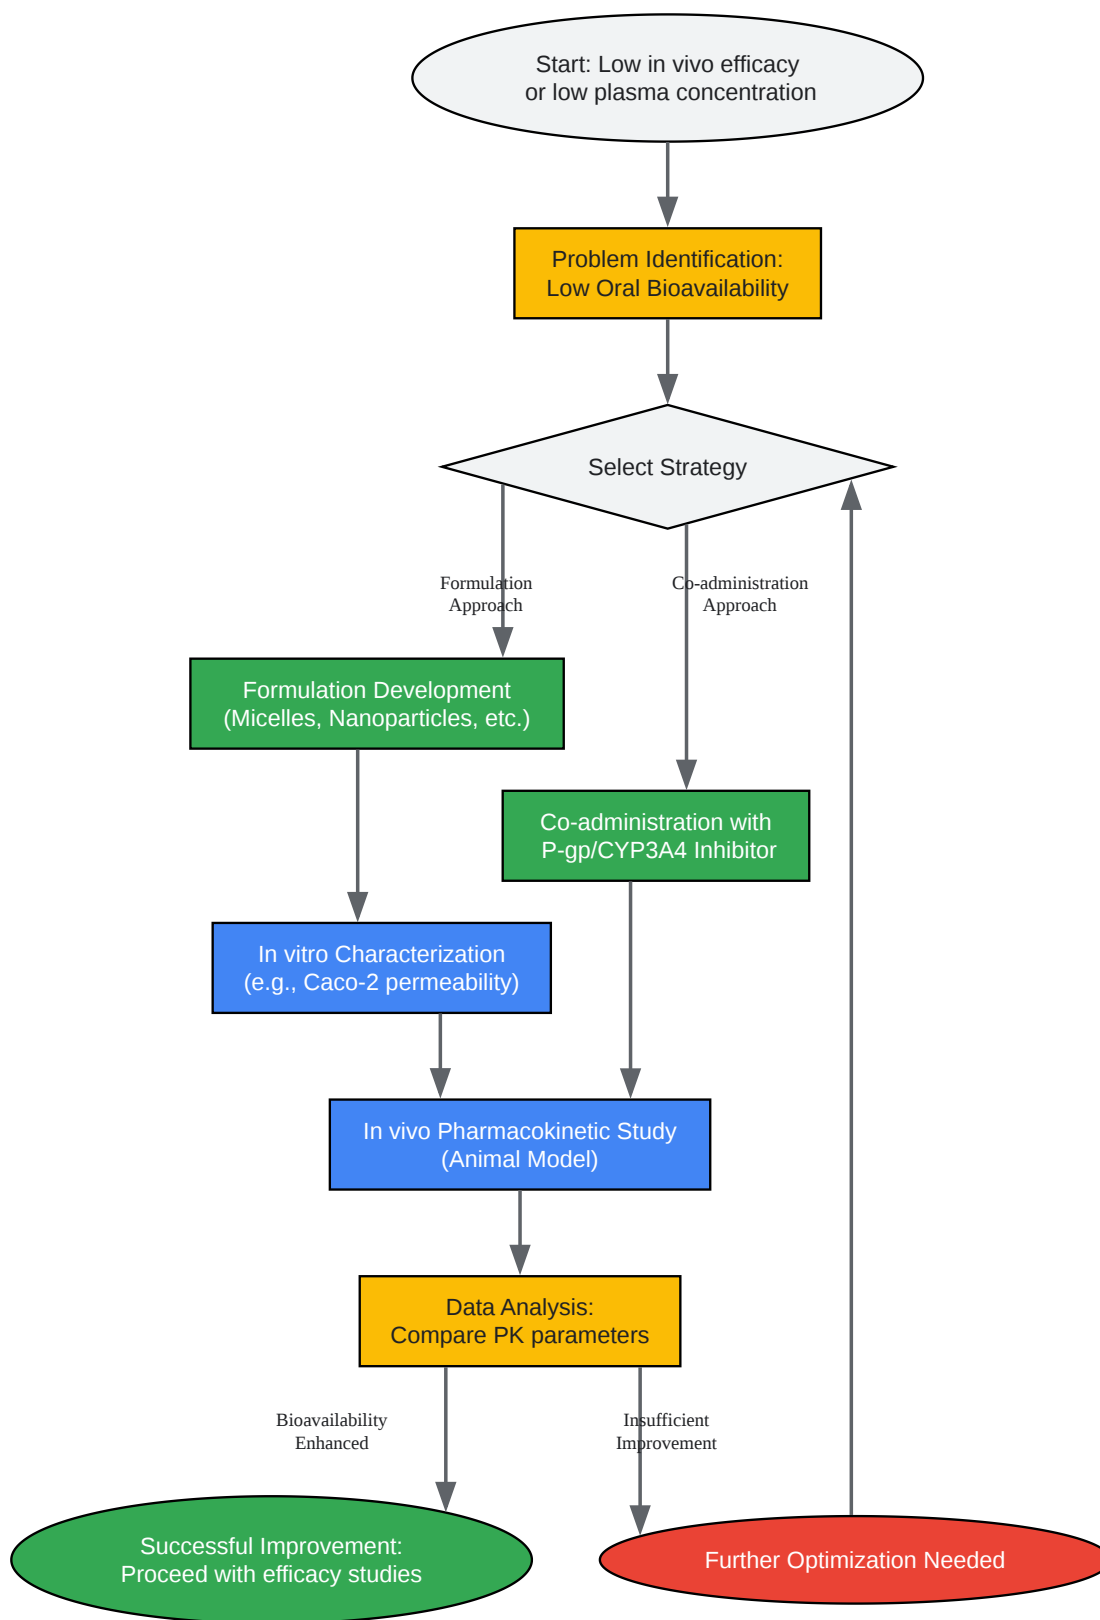 Start: Low in vivo efficacy
or low plasma concentration
Problem Identification:
Low Oral Bioavailability
Select Strategy
Formulation
Approach
Co-administration
Approach
Formulation Development
(Micelles, Nanoparticles, etc.)
Co-administration with
P-gp/CYP3A4 Inhibitor
In vitro Characterization
(e.g., Caco-2 permeability)
In vivo Pharmacokinetic Study
(Animal Model)
Data Analysis:
Compare PK parameters
Bioavailability
Enhanced
Insufficient
Improvement
Successful Improvement:
Proceed with efficacy studies
Further Optimization Needed